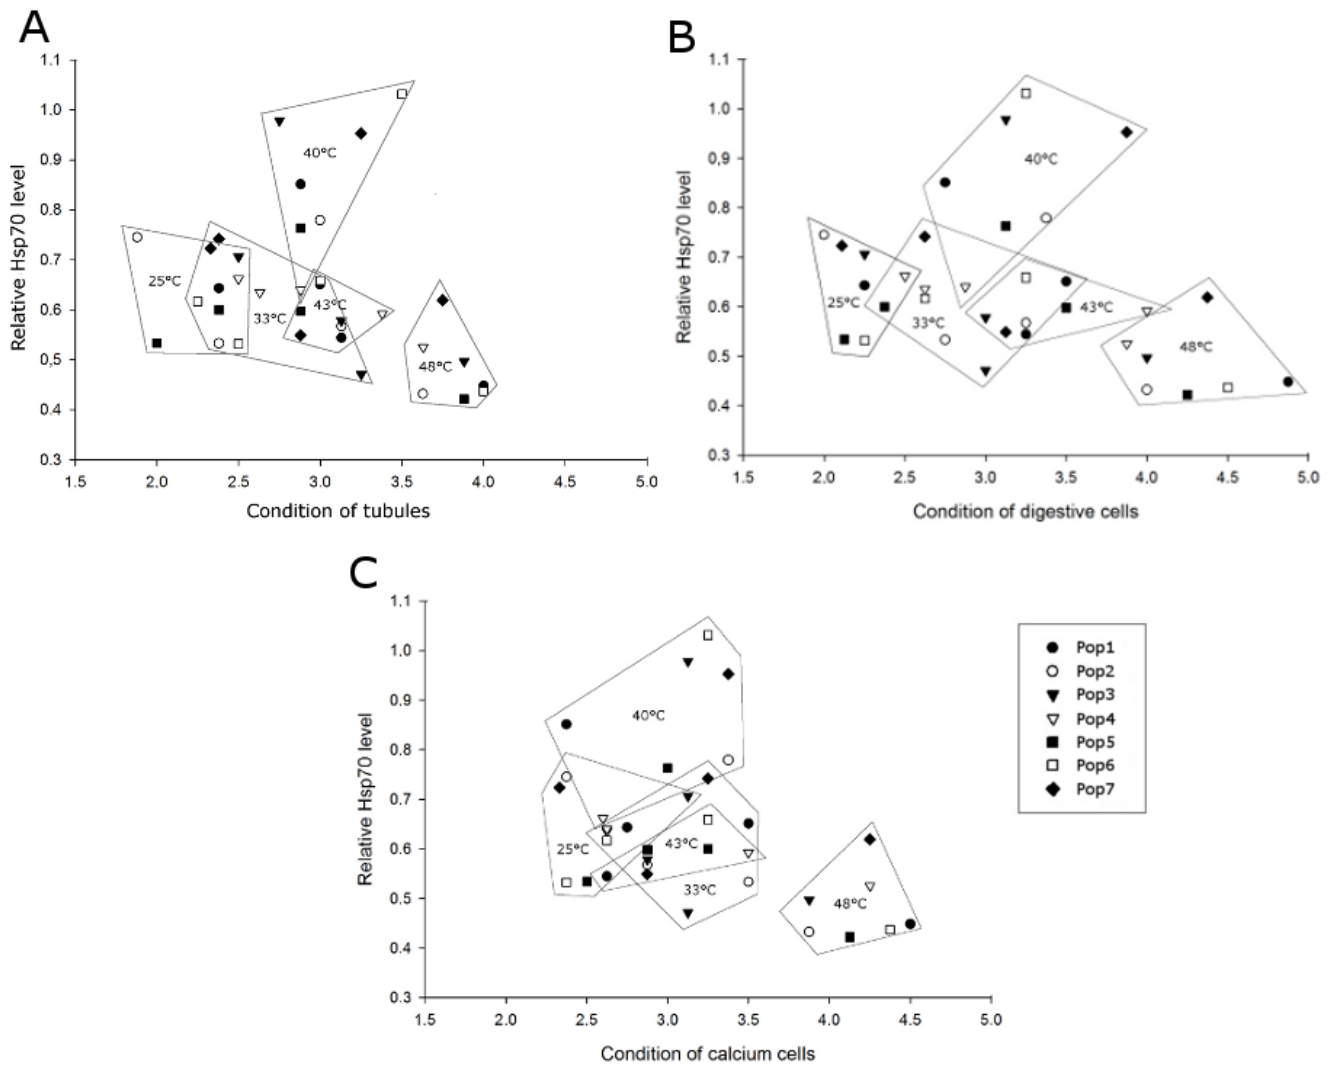 A
1.1
1.0
0.9
0.8
0.7
0.6
0,5
0.4
0.3
Relative Hsp70 level
40°C
25°C
33°C
43°C
48°C
1.5 2.0 2.5 3.0 3.5 4.0 4.5 5.0
Condition of tubules
B
1.1
1.0
0.9
0.8
0.7
0.6
0.5
0.4
0.3
Relative Hsp70 level
40°C
25°C
33°C
43°C
48°C
1.5 2.0 2.5 3.0 3.5 4.0 4.5 5.0
Condition of digestive cells
C
1.1
1.0
0.9
0.8
0.7
0.6
0.5
0.4
0.3
Relative Hsp70 level
40°C
25°C
43°C
33°C
48°C
1.5 2.0 2.5 3.0 3.5 4.0 4.5 5.0
Condition of calcium cells
Pop1
Pop2
Pop3
Pop4
Pop5
Pop6
Pop7